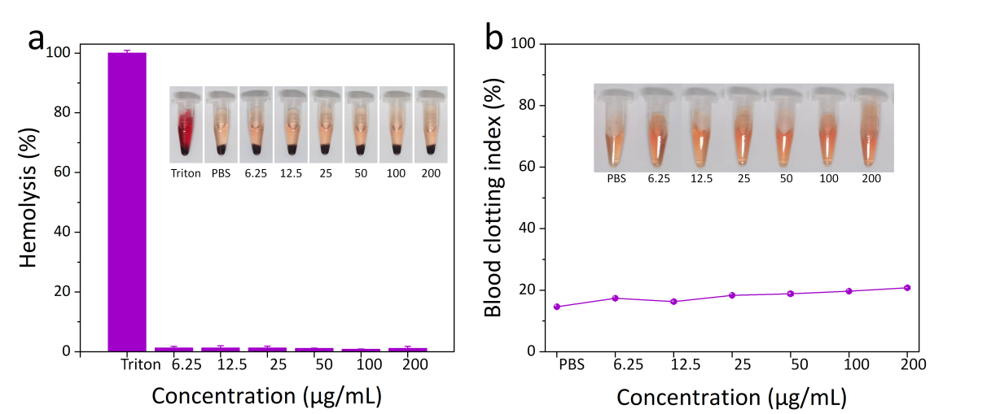 a
Hemolysis (%)
100
80
60
40
20
0
Triton PBS 6.25 12.5 25 50 100 200
Triton 6.25 12.5 25 50 100 200
Concentration (µg/mL)
b
Blood clotting index (%)
100
80
60
40
20
0
PBS 6.25 12.5 25 50 100 200
PBS 6.25 12.5 25 50 100 200
Concentration (µg/mL)